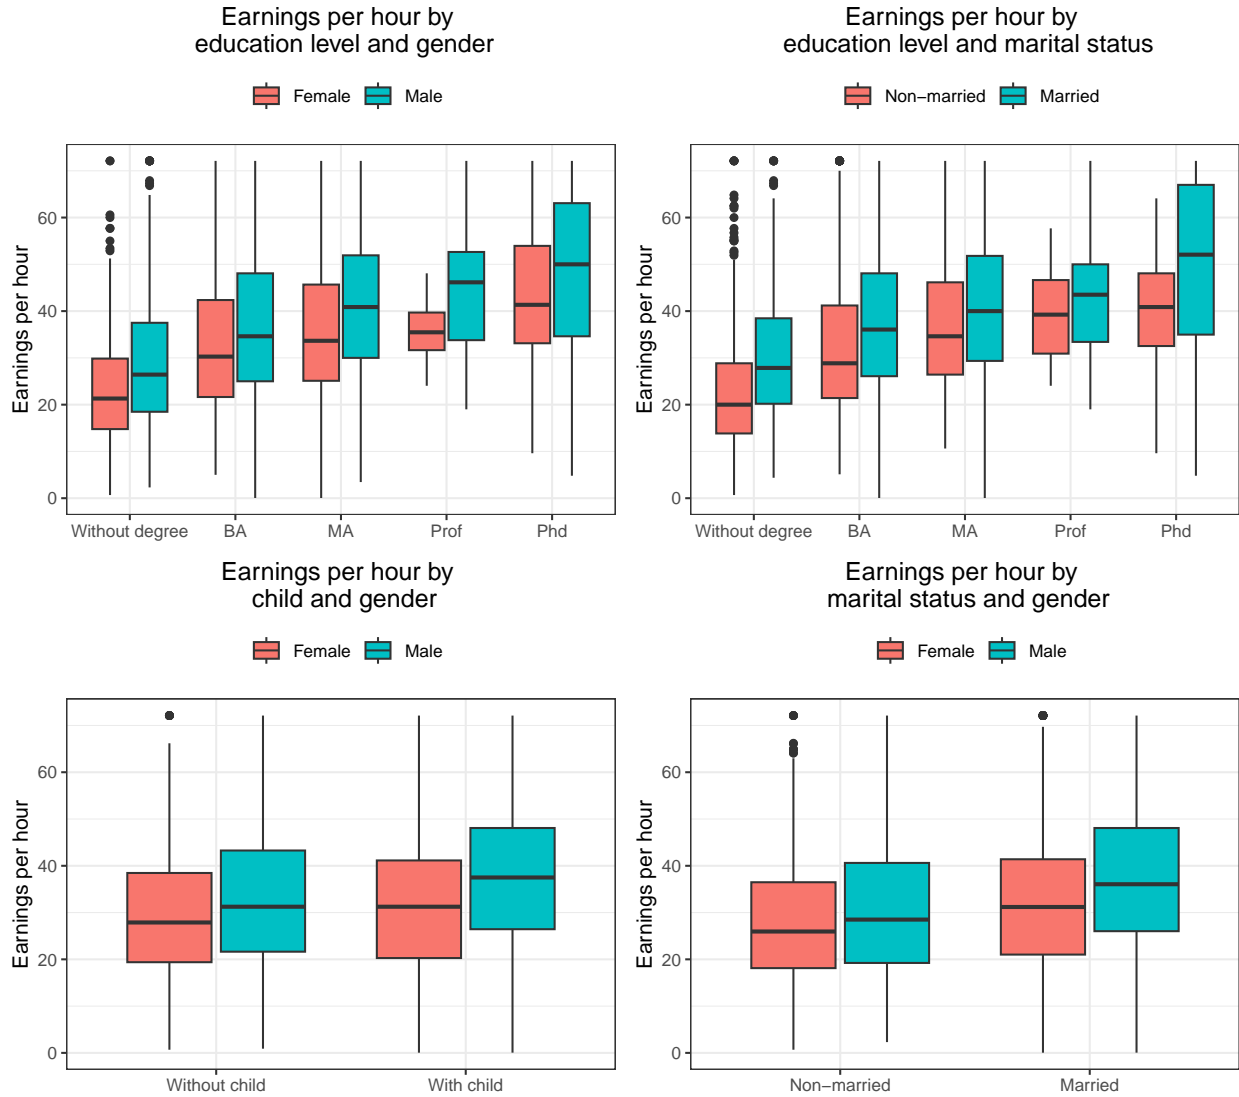 Earnings per hour by
education level and gender
Female Male
Earnings per hour
60
40
20
0
Without degree BA MA Prof Phd
Earnings per hour by
education level and marital status
Non−married Married
Earnings per hour
60
40
20
0
Without degree BA MA Prof Phd
Earnings per hour by
child and gender
Female Male
Earnings per hour
60
40
20
0
Without child With child
Earnings per hour by
marital status and gender
Female Male
Earnings per hour
60
40
20
0
Non−married Married